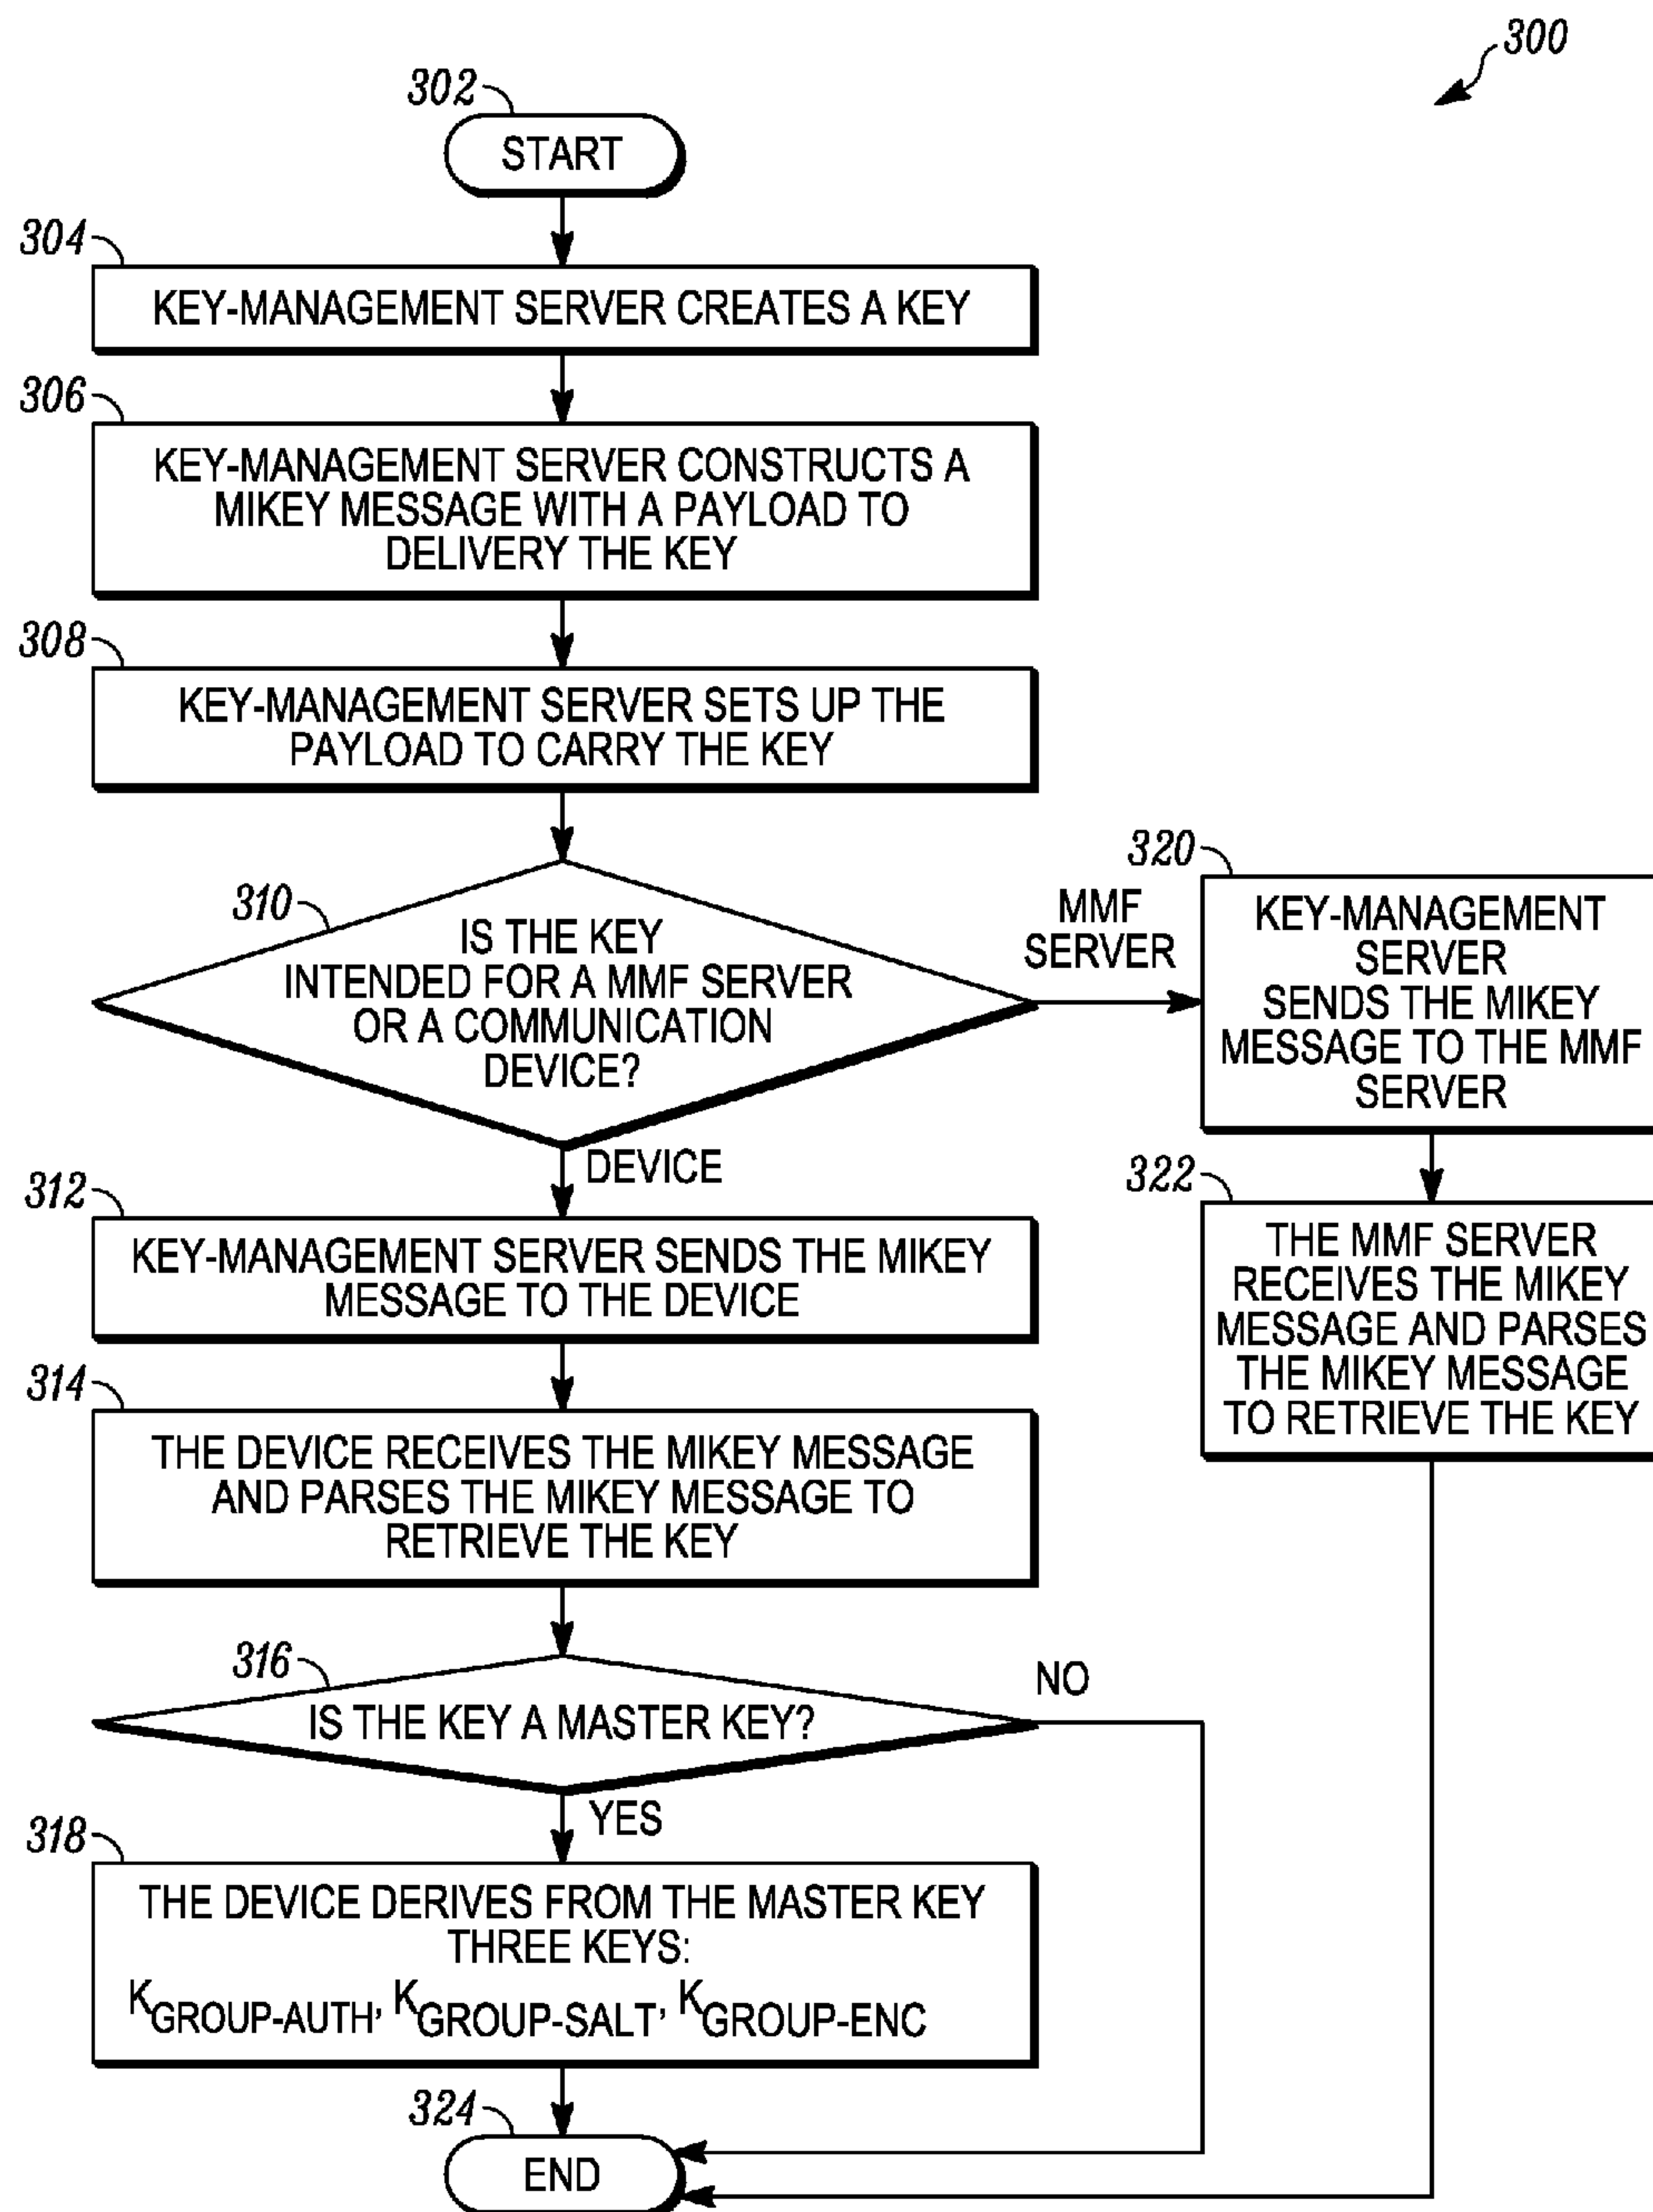 300
302
START
304
KEY-MANAGEMENT SERVER CREATES A KEY
306
KEY-MANAGEMENT SERVER CONSTRUCTS A
MIKEY MESSAGE WITH A PAYLOAD TO
DELIVERY THE KEY
308
KEY-MANAGEMENT SERVER SETS UP THE
PAYLOAD TO CARRY THE KEY
310
IS THE KEY
INTENDED FOR A MMF SERVER
OR A COMMUNICATION
DEVICE?
MMF
SERVER
320
KEY-MANAGEMENT
SERVER
SENDS THE MIKEY
MESSAGE TO THE MMF
SERVER
DEVICE
312
KEY-MANAGEMENT SERVER SENDS THE MIKEY
MESSAGE TO THE DEVICE
322
THE MMF SERVER
RECEIVES THE MIKEY
MESSAGE AND PARSES
THE MIKEY MESSAGE
TO RETRIEVE THE KEY
314
THE DEVICE RECEIVES THE MIKEY MESSAGE
AND PARSES THE MIKEY MESSAGE TO
RETRIEVE THE KEY
316
IS THE KEY A MASTER KEY?
NO
YES
318
THE DEVICE DERIVES FROM THE MASTER KEY
THREE KEYS:
KGROUP-AUTH, KGROUP-SALT, KGROUP-ENC
324
END